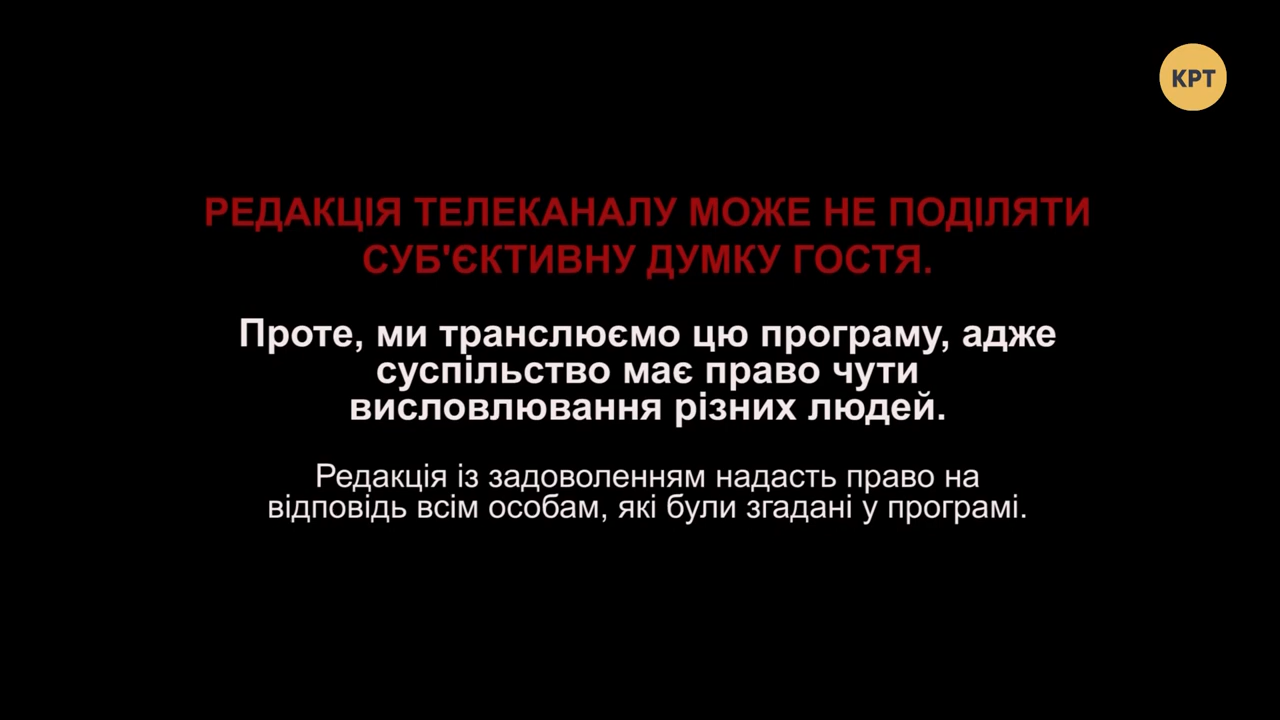 КРТ
РЕДАКЦІЯ ТЕЛЕКАНАЛУ МОЖЕ НЕ ПОДІЛЯТИ
СУБ'ЄКТИВНУ ДУМКУ ГОСТЯ.
Проте, ми транслюємо цю програму, адже
суспільство має право чути
висловлювання різних людей.
Редакція із задоволенням надасть право на
відповідь всім особам, які були згадані у програмі.